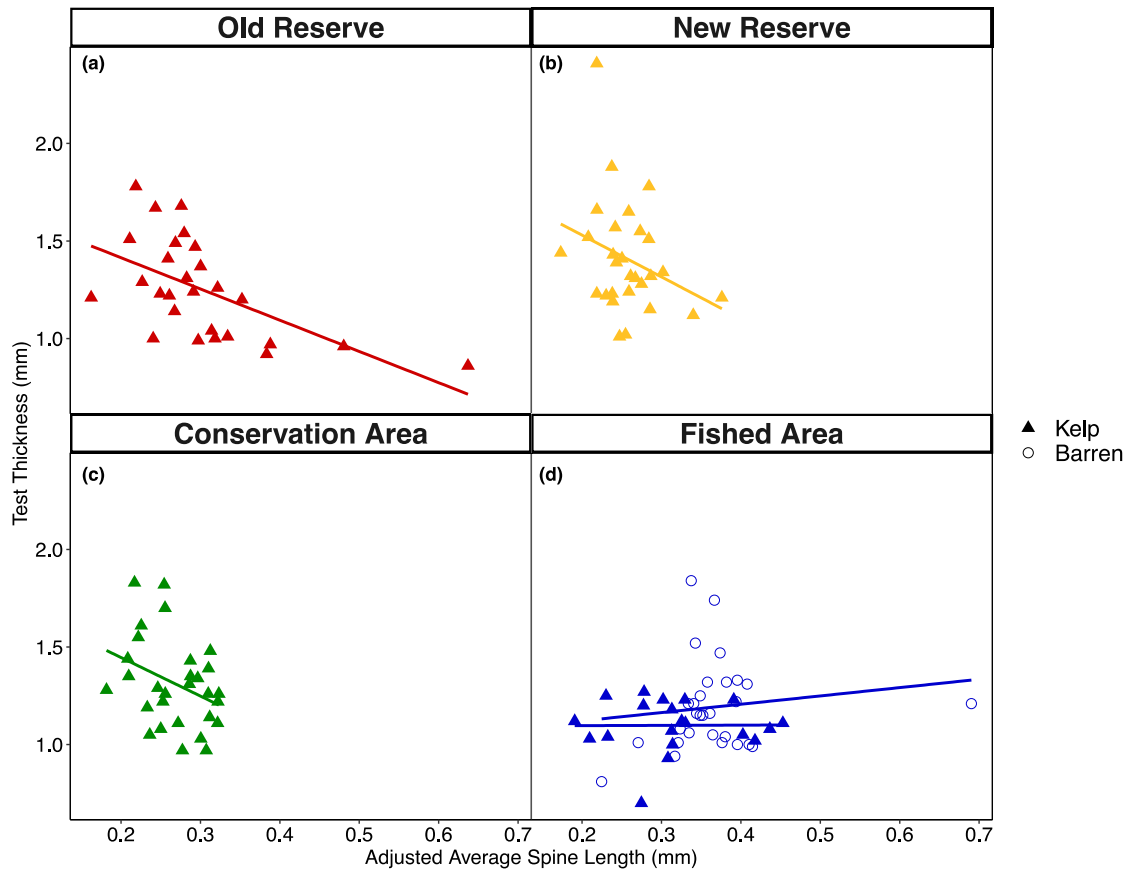 Old Reserve
New Reserve
(a)
(b)
2.0
1.5
1.0
Conservation Area
Fished Area
(c)
(d)
2.0
1.5
1.0
0.2 0.3 0.4 0.5 0.6 0.7
0.2 0.3 0.4 0.5 0.6 0.7
Adjusted Average Spine Length (mm)
Test Thickness (mm)
Kelp
Barren